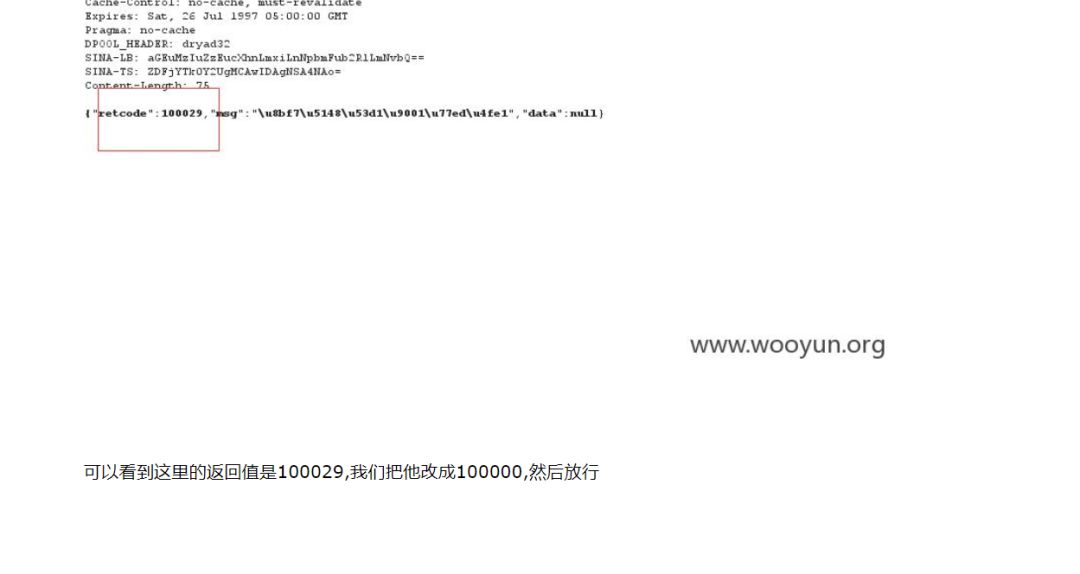 Cache-Control: no-cache, must-revalidate
Expires: Sat, 26 Jul 1997 05:00:00 GMT
Pragma: no-cache
DPOOL_HEADER: dryad32
SINA-LB: aGEuMzIuZzEucXhnLmxiLnNpbmFub2RlLmNvbQ==
SINA-TS: ZDFjYTk0Y2UgMCAwIDAgNSA4NAo=
Content-Length: 75
{"retcode":100029,"msg":"\u8bf7\u5148\u53d1\u9001\u77ed\u4fe1","data":null}
www.wooyun.org
可以看到这里的返回值是100029,我们把他改成100000,然后放行